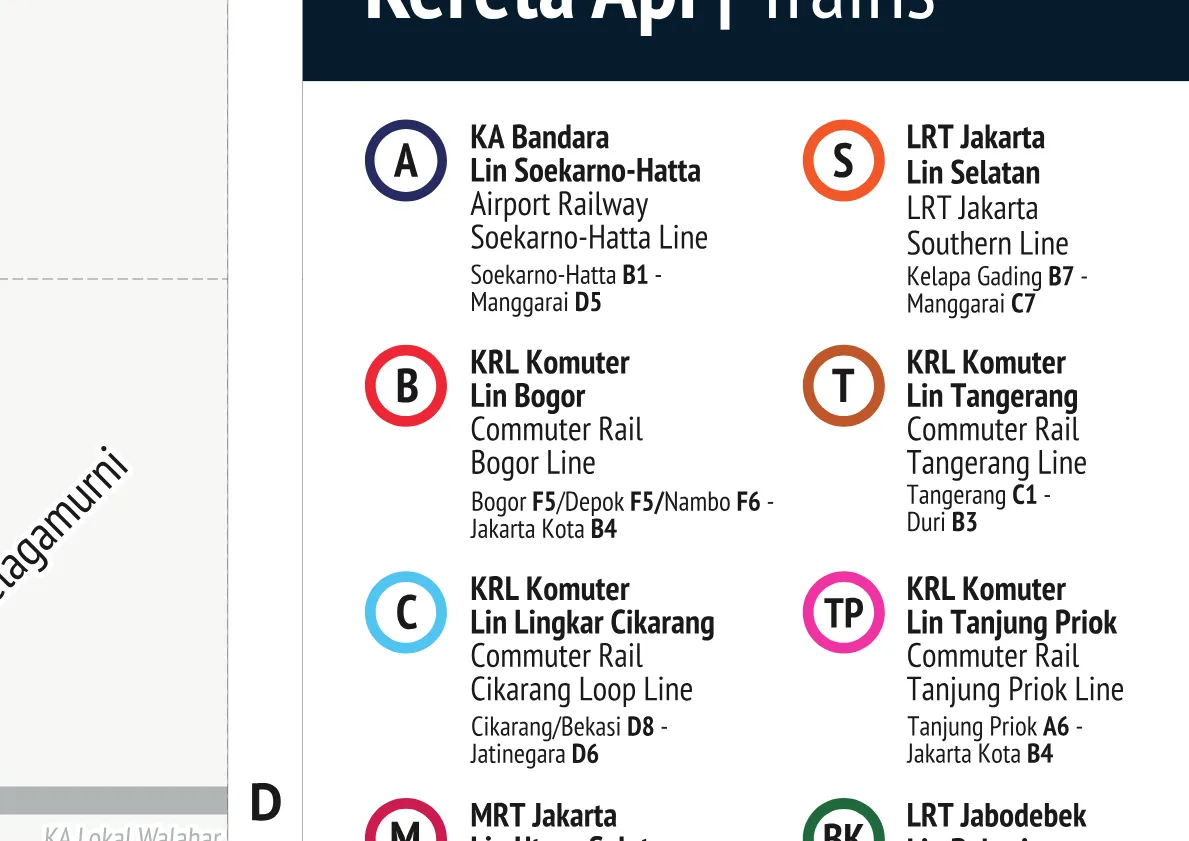 Kereta Api | Trains
A
KA Bandara
Lin Soekarno-Hatta
Airport Railway
Soekarno-Hatta Line
Soekarno-Hatta B1 -
Manggarai D5
S
LRT Jakarta
Lin Selatan
LRT Jakarta
Southern Line
Kelapa Gading B7 -
Manggarai C7
B
KRL Komuter
Lin Bogor
Commuter Rail
Bogor Line
Bogor F5/Depok F5/Nambo F6 -
Jakarta Kota B4
T
KRL Komuter
Lin Tangerang
Commuter Rail
Tangerang Line
Tangerang C1 -
Duri B3
C
KRL Komuter
Lin Lingkar Cikarang
Commuter Rail
Cikarang Loop Line
Cikarang/Bekasi D8 -
Jatinegara D6
TP
KRL Komuter
Lin Tanjung Priok
Commuter Rail
Tanjung Priok Line
Tanjung Priok A6 -
Jakarta Kota B4
M
MRT Jakarta
BK
LRT Jabodebek
D
KA Lokal Walahar